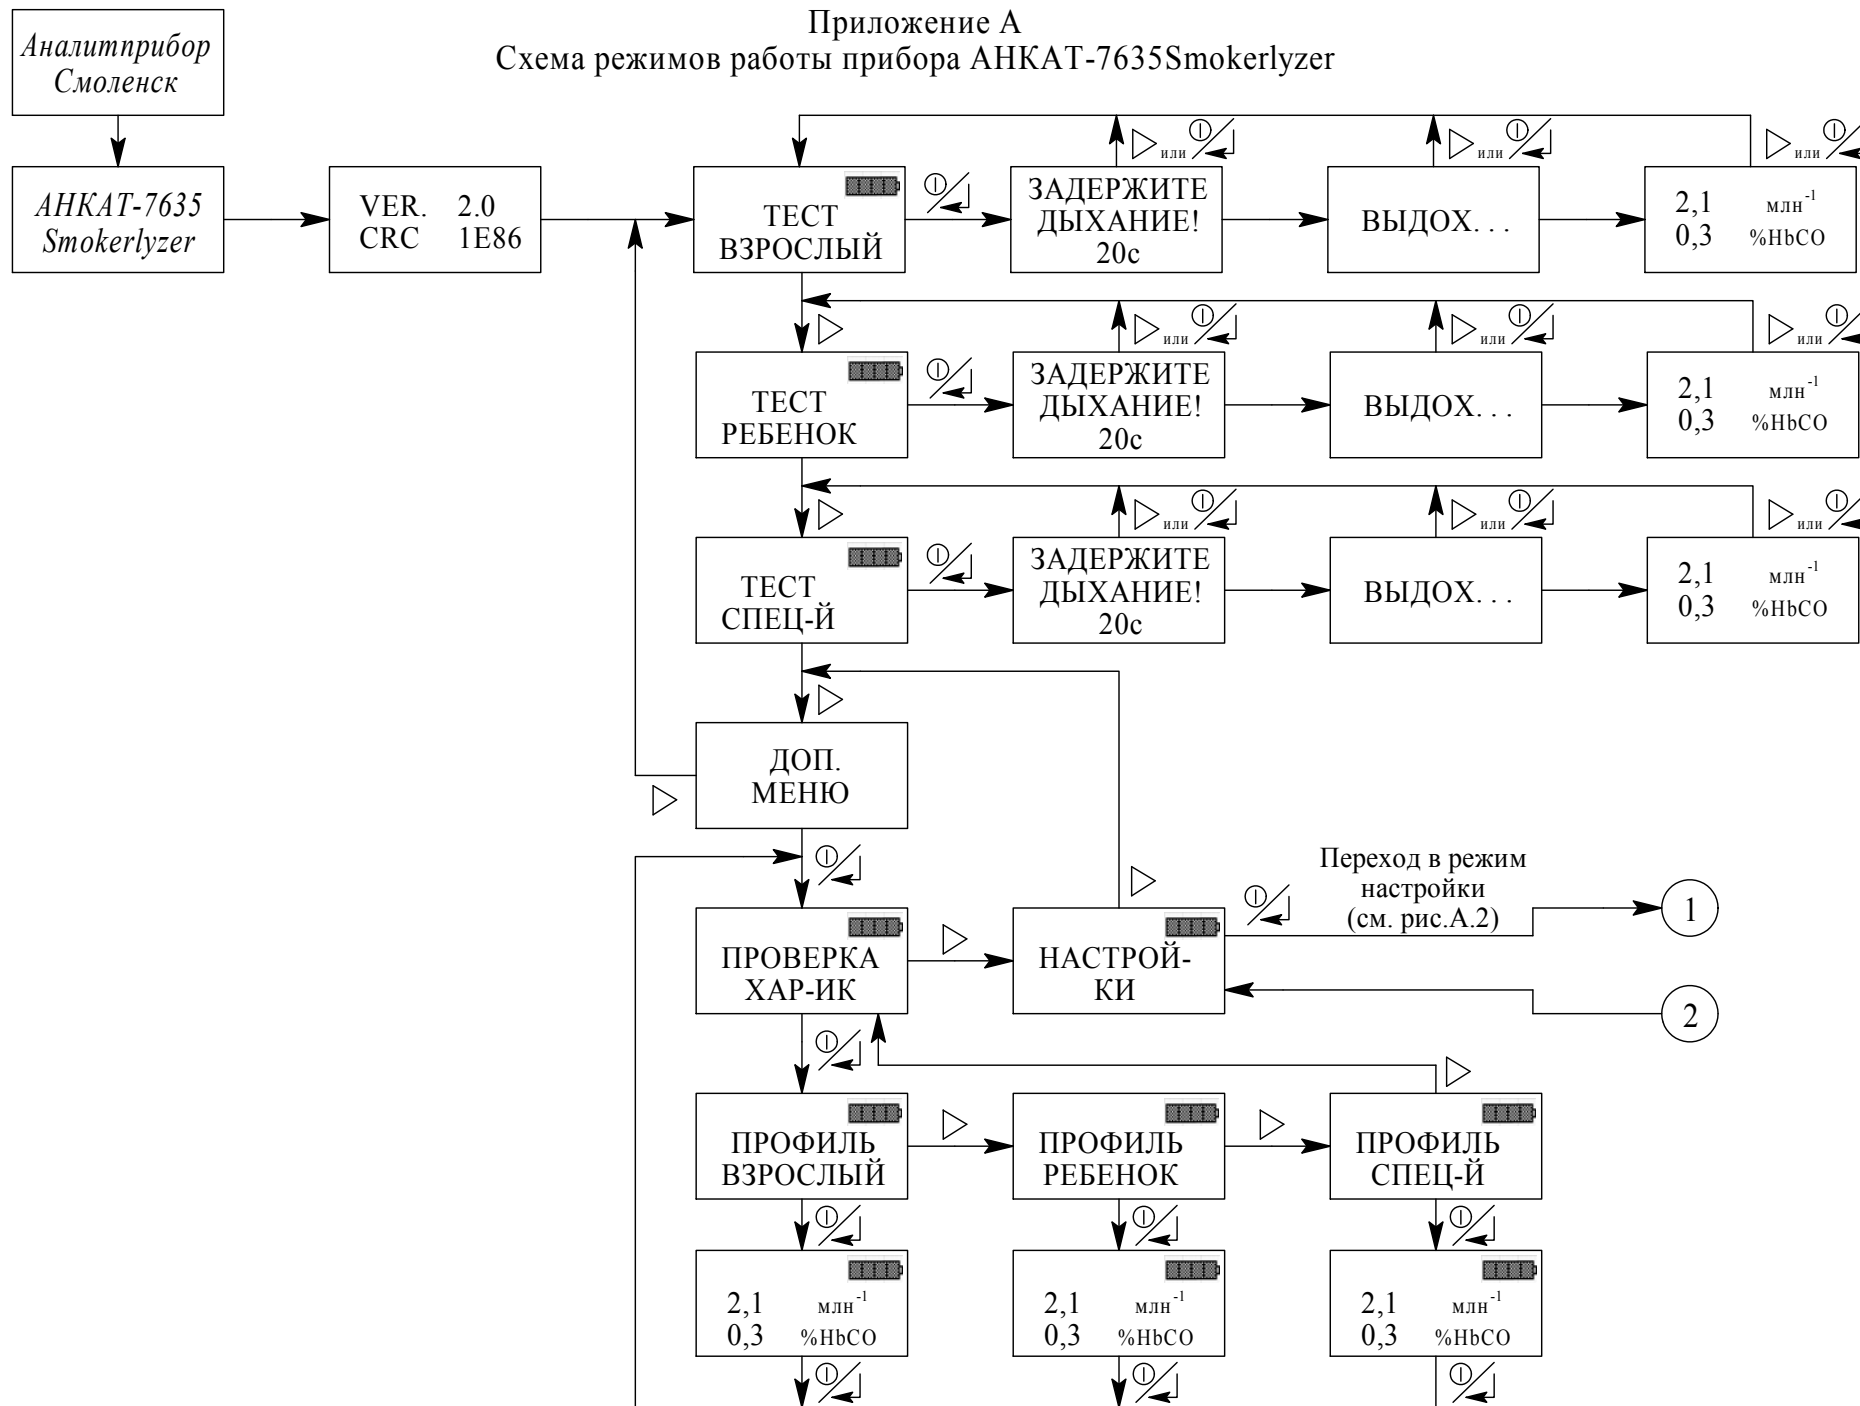 Приложение А
Схема режимов работы прибора АНКАТ-7635Smokerlyzer
Аналитприбор
Смоленск
АНКАТ-7635
Smokerlyzer
VER. 2.0
CRC 1E86
ТЕСТ
ВЗРОСЛЫЙ
ЗАДЕРЖИТЕ
ДЫХАНИЕ!
20с
или
ВЫДОХ. . .
или
2,1 млн⁻¹
0,3 %HbCO
или
ТЕСТ
РЕБЕНОК
ЗАДЕРЖИТЕ
ДЫХАНИЕ!
20с
или
ВЫДОХ. . .
или
2,1 млн⁻¹
0,3 %HbCO
или
ТЕСТ
СПЕЦ-Й
ЗАДЕРЖИТЕ
ДЫХАНИЕ!
20с
или
ВЫДОХ. . .
или
2,1 млн⁻¹
0,3 %HbCO
или
ДОП.
МЕНЮ
ПРОВЕРКА
ХАР-ИК
НАСТРОЙ-
КИ
Переход в режим
настройки
(см. рис.А.2)
1
2
ПРОФИЛЬ
ВЗРОСЛЫЙ
ПРОФИЛЬ
РЕБЕНОК
ПРОФИЛЬ
СПЕЦ-Й
2,1 млн⁻¹
0,3 %HbCO
2,1 млн⁻¹
0,3 %HbCO
2,1 млн⁻¹
0,3 %HbCO